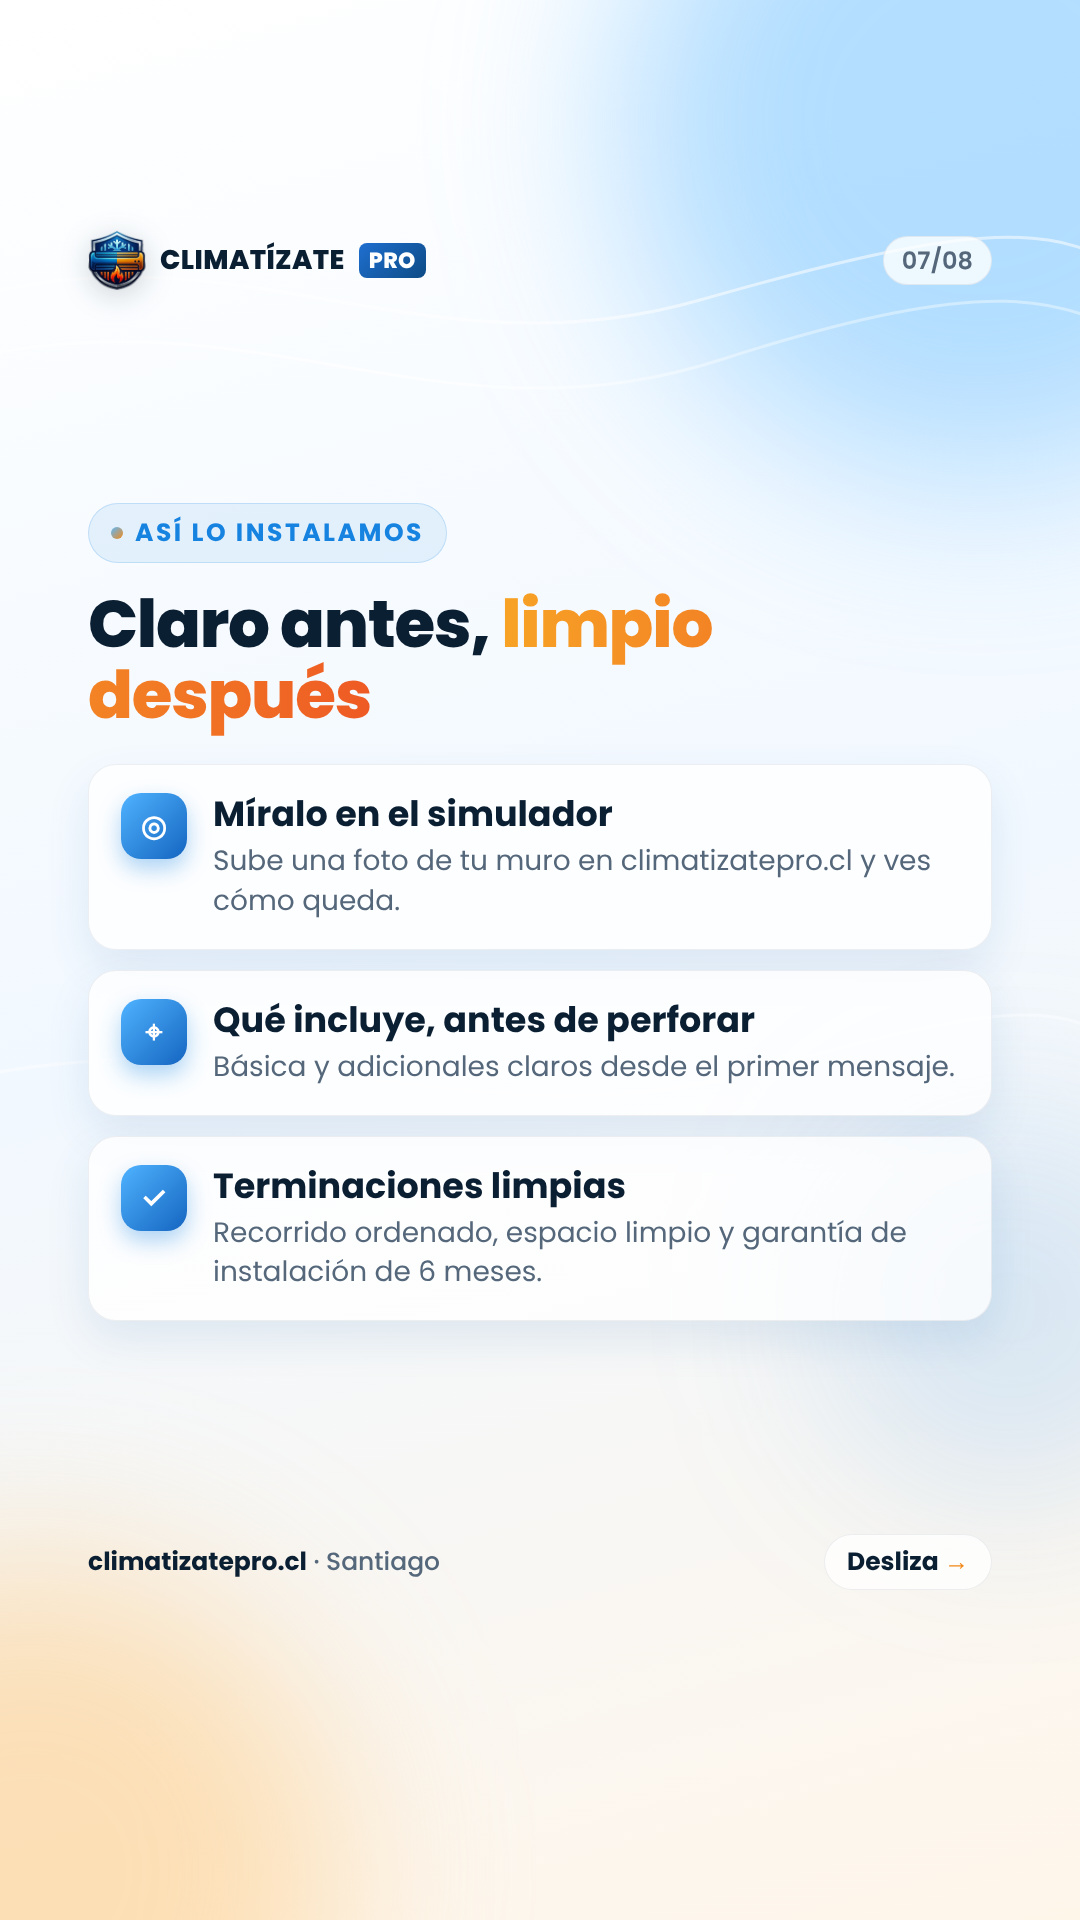 CLIMATÍZATE PRO
07/08
ASÍ LO INSTALAMOS
Claro antes, limpio
después
Míralo en el simulador
Sube una foto de tu muro en climatizatepro.cl y ves
cómo queda.
Qué incluye, antes de perforar
Básica y adicionales claros desde el primer mensaje.
Terminaciones limpias
Recorrido ordenado, espacio limpio y garantía de
instalación de 6 meses.
climatizatepro.cl · Santiago
Desliza →